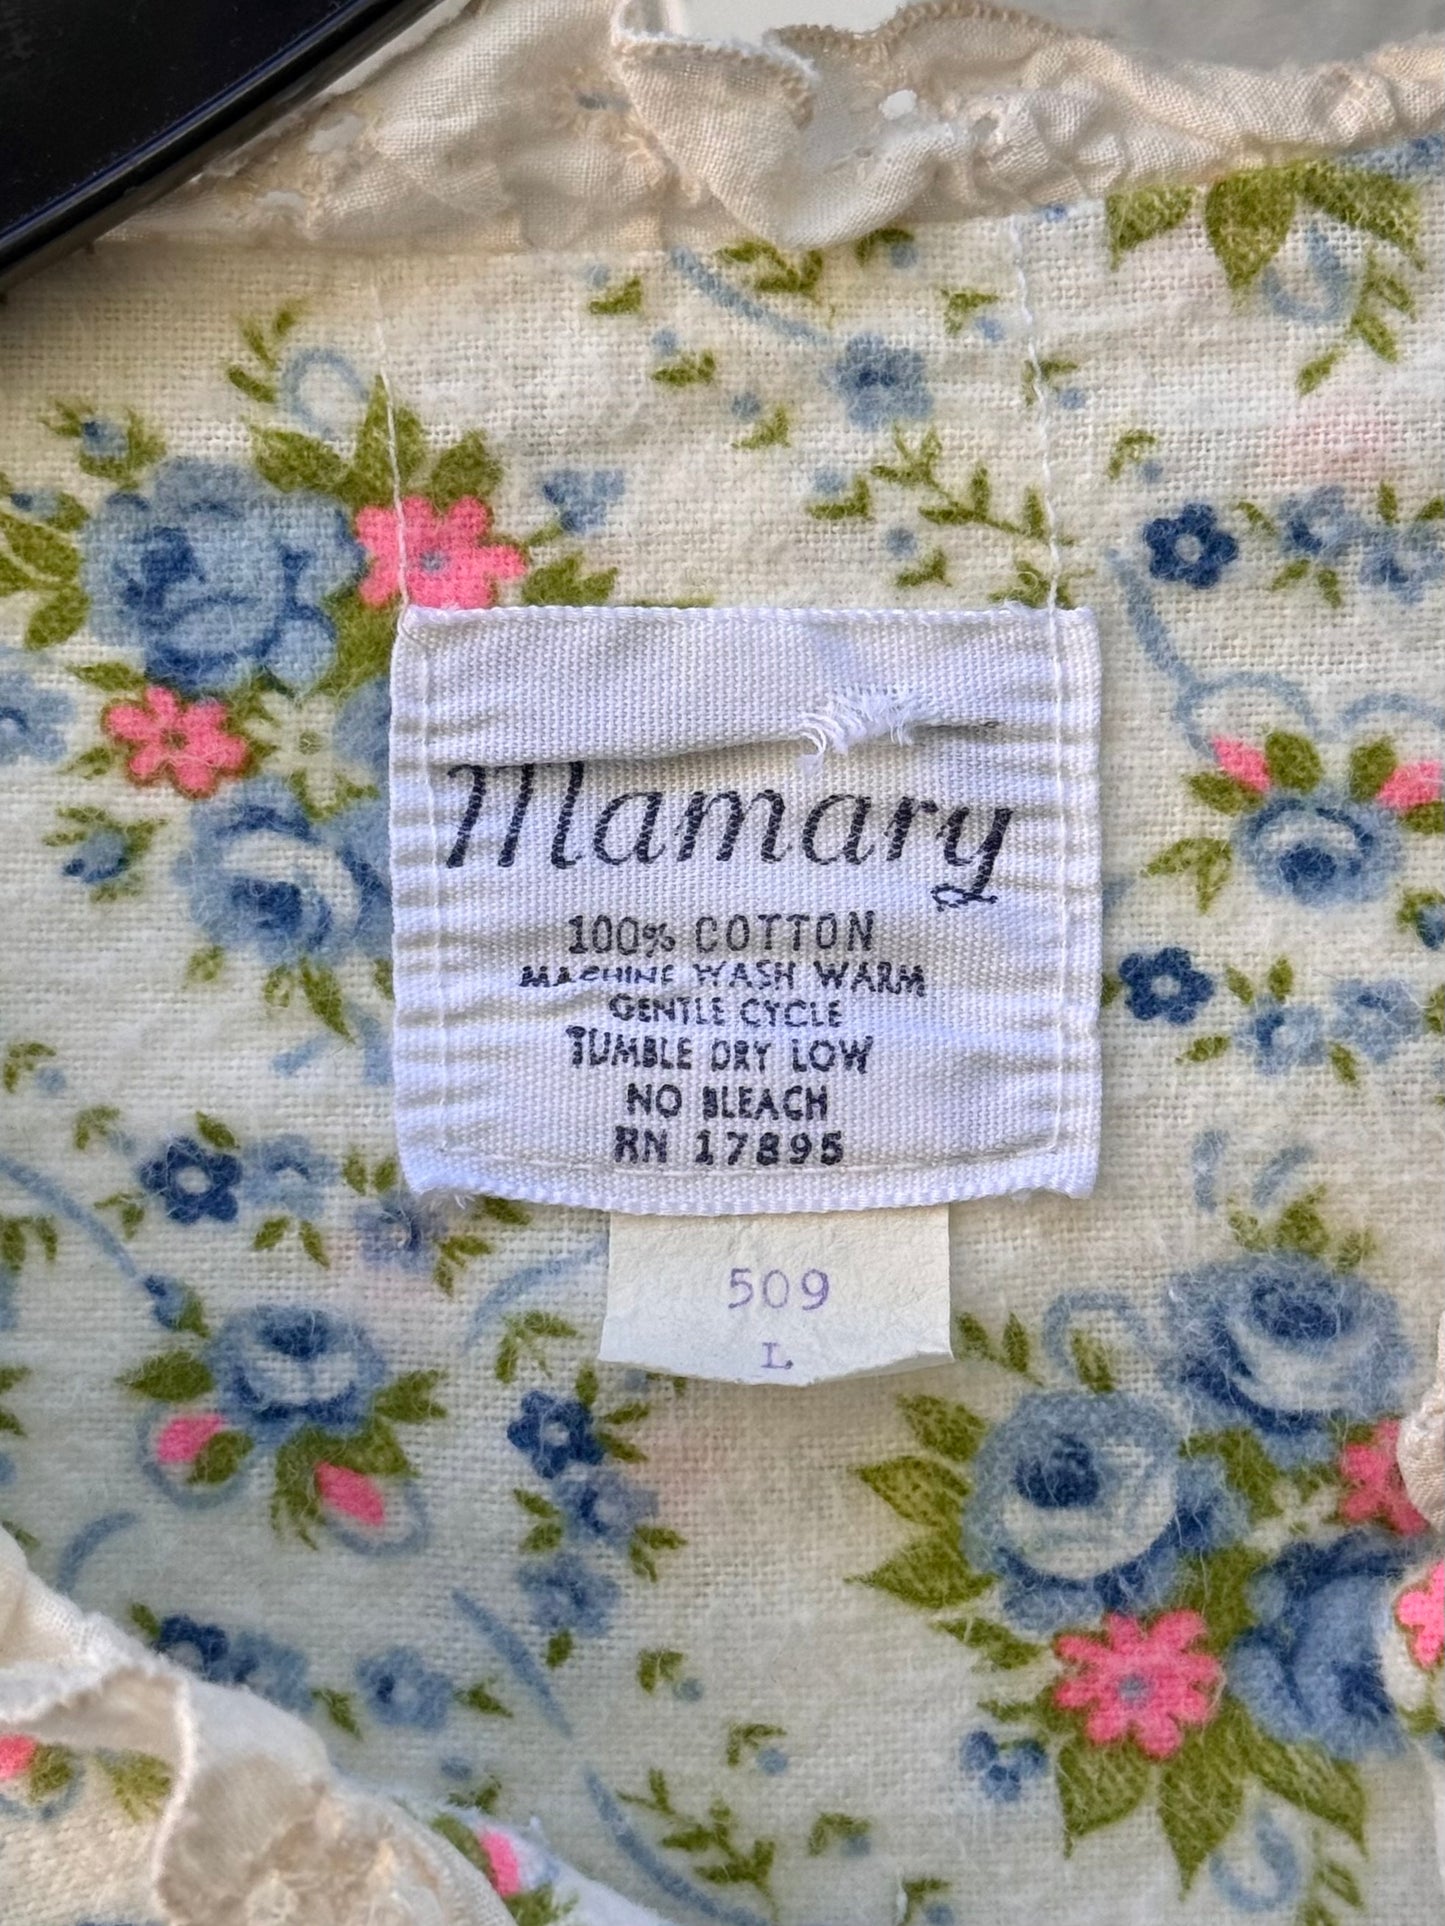 Mamary
100% COTTON
MACHINE WASH WARM
GENTLE CYCLE
TUMBLE DRY LOW
NO BLEACH
RN 17895
509
L